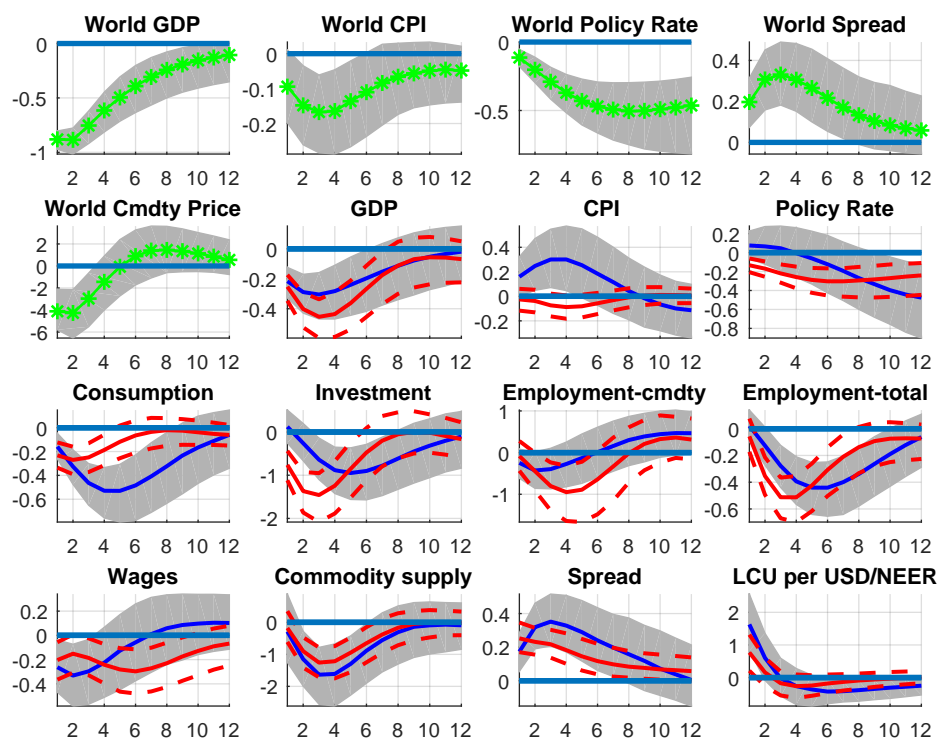 World GDP World CPI World Policy Rate World Spread
0 0 0 0.4
-0.5 -0.1 -0.5 0.2
-1 -0.2 0
2 4 6 8 10 12 2 4 6 8 10 12 2 4 6 8 10 12 2 4 6 8 10 12
World Cmdty Price GDP CPI Policy Rate
2 0 0.4 0
0 -0.2 0.2 -0.2
-2 -0.4 0 -0.4
-4 -0.2 -0.6
-6 -0.8
2 4 6 8 10 12 2 4 6 8 10 12 2 4 6 8 10 12 2 4 6 8 10 12
Consumption Investment Employment-cmdty Employment-total
0 0 1 0
-0.2 -1 0 -0.2
-0.4 -2 -1 -0.4
-0.6 -0.6
2 4 6 8 10 12 2 4 6 8 10 12 2 4 6 8 10 12 2 4 6 8 10 12
Wages Commodity supply Spread LCU per USD/NEER
0.2 0 0.4 2
0 -1 0.2 1
-0.2 -2 0 0
-0.4
2 4 6 8 10 12 2 4 6 8 10 12 2 4 6 8 10 12 2 4 6 8 10 12